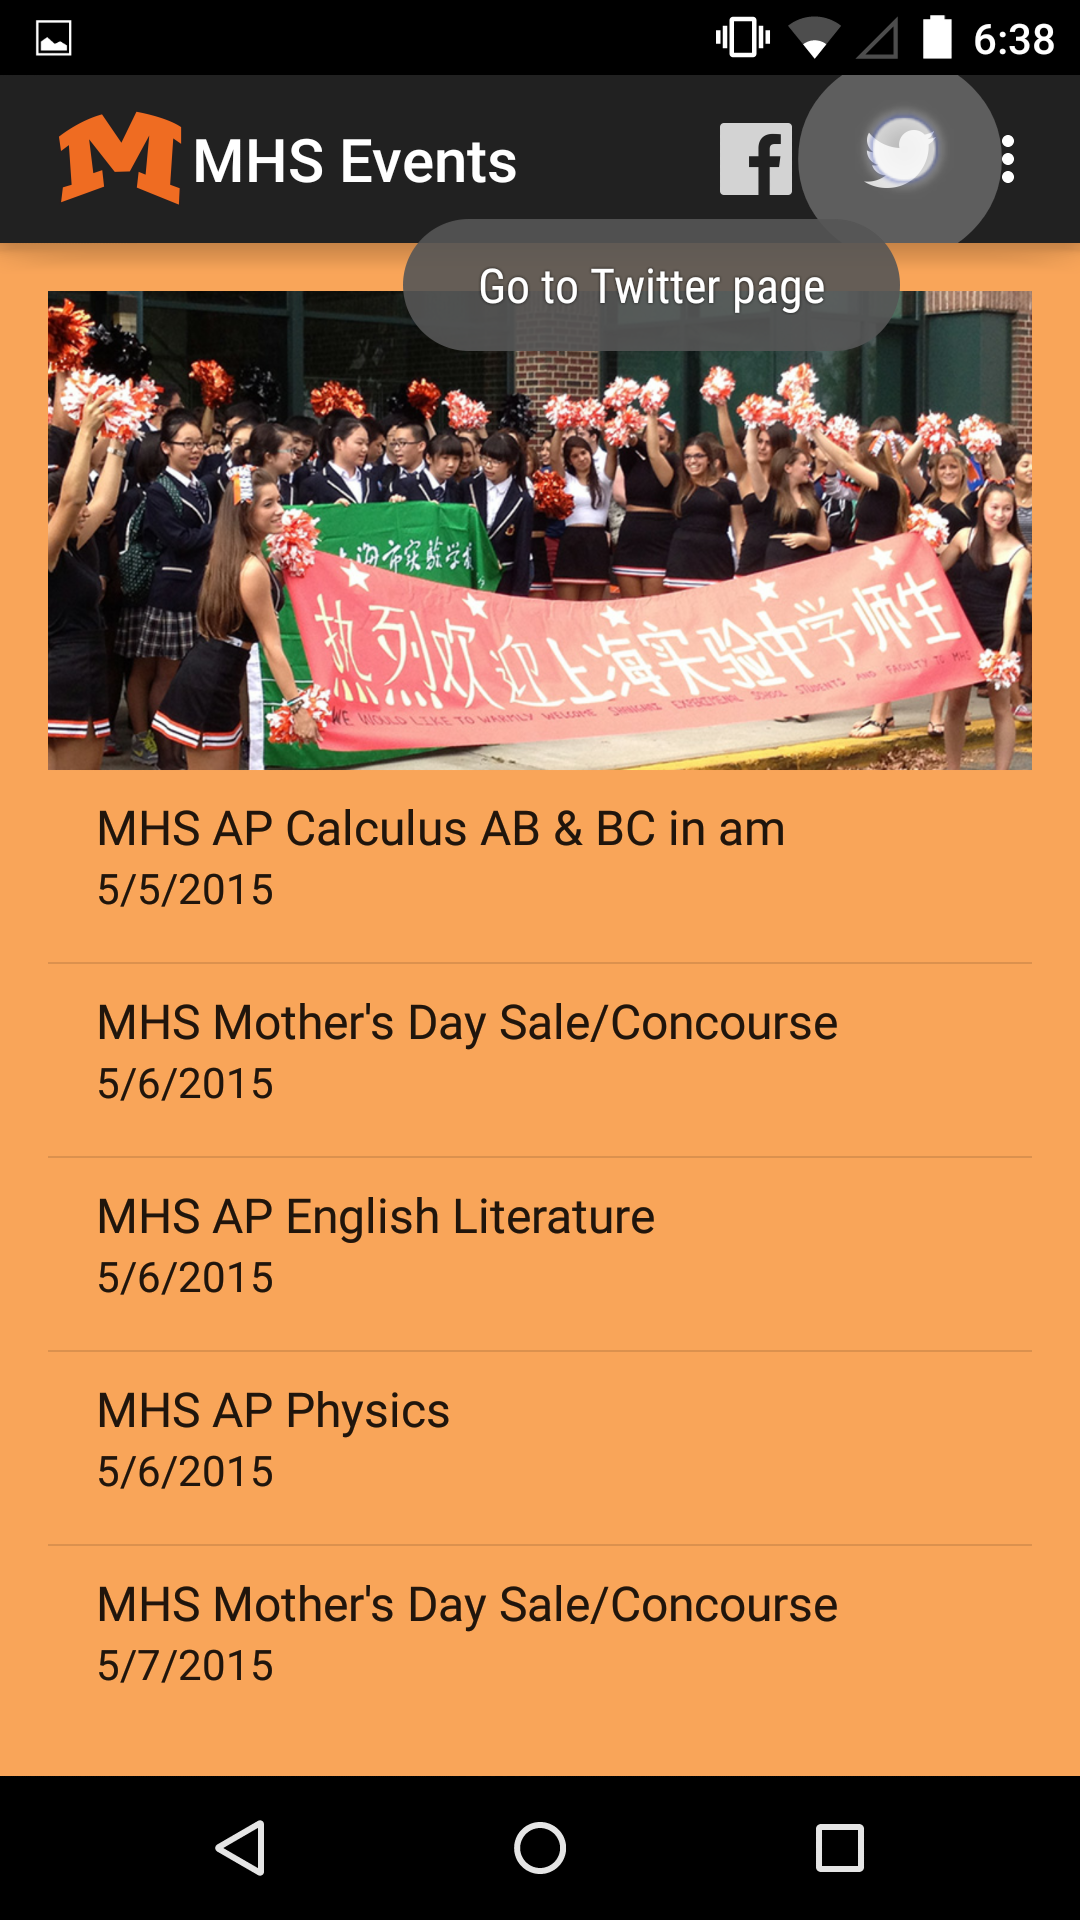 6:38
M MHS Events
Go to Twitter page
上海市实验学校
热烈欢迎上海实验中学师生
WE WOULD LIKE TO WARMLY WELCOME SHANGHAI EXPERIMENTAL SCHOOL STUDENTS AND FACULTY TO MHS
MHS AP Calculus AB & BC in am
5/5/2015
MHS Mother's Day Sale/Concourse
5/6/2015
MHS AP English Literature
5/6/2015
MHS AP Physics
5/6/2015
MHS Mother's Day Sale/Concourse
5/7/2015